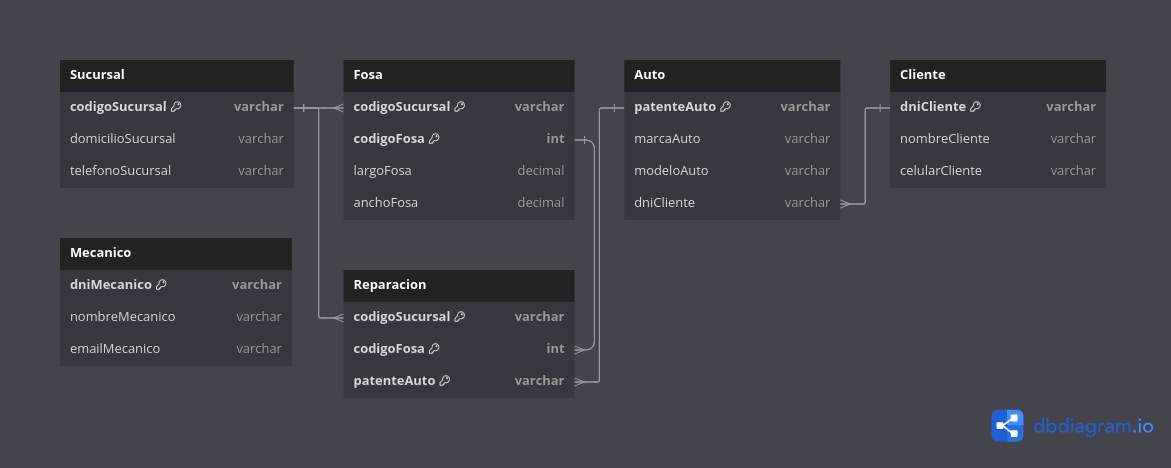 Sucursal
codigoSucursal varchar
domicilioSucursal varchar
telefonoSucursal varchar
Fosa
codigoSucursal varchar
codigoFosa int
largoFosa decimal
anchoFosa decimal
Auto
patenteAuto varchar
marcaAuto varchar
modeloAuto varchar
dniCliente varchar
Cliente
dniCliente varchar
nombreCliente varchar
celularCliente varchar
Mecanico
dniMecanico varchar
nombreMecanico varchar
emailMecanico varchar
Reparacion
codigoSucursal varchar
codigoFosa int
patenteAuto varchar
dbdiagram.io